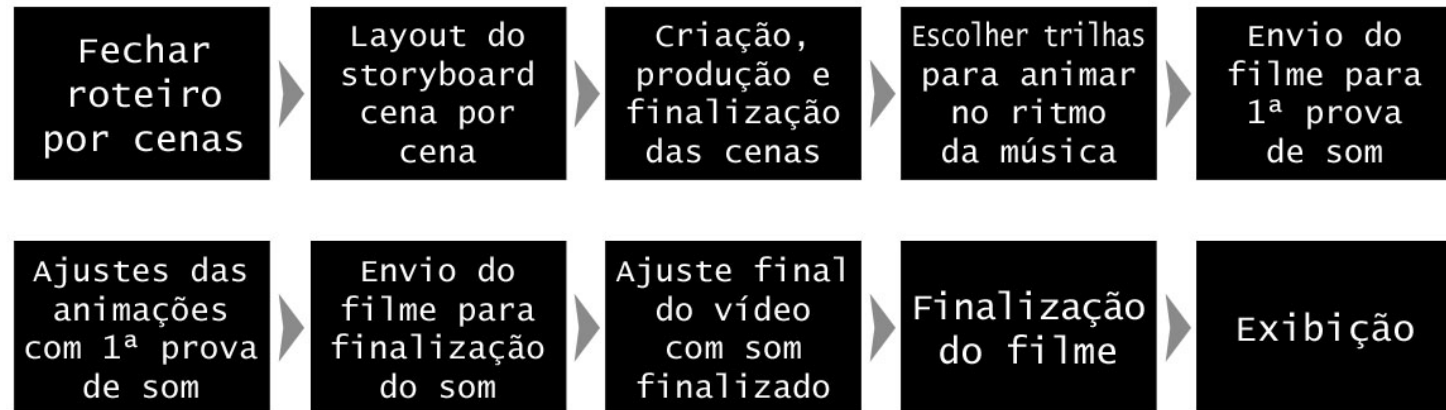 Fechar
roteiro
por cenas
Layout do
storyboard
cena por
cena
Criação,
produção e
finalização
das cenas
Escolher trilhas
para animar
no ritmo
da música
Envio do
filme para
1ª prova
de som
Ajustes das
animações
com 1ª prova
de som
Envio do
filme para
finalização
do som
Ajuste final
do vídeo
com som
finalizado
Finalização
do filme
Exibição